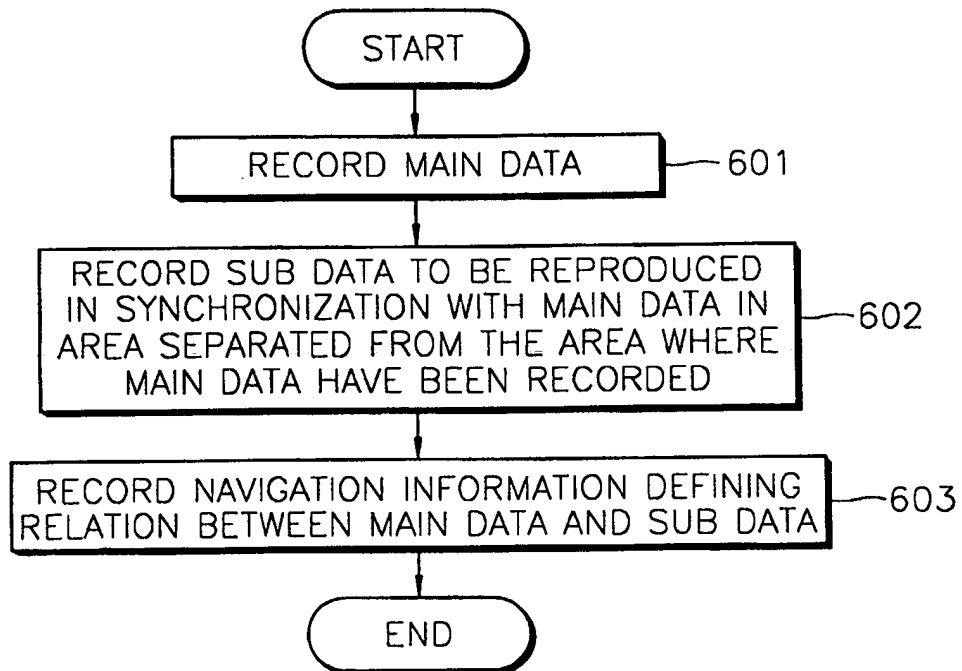 START
RECORD MAIN DATA
601
RECORD SUB DATA TO BE REPRODUCED
IN SYNCHRONIZATION WITH MAIN DATA IN
AREA SEPARATED FROM THE AREA WHERE
MAIN DATA HAVE BEEN RECORDED
602
RECORD NAVIGATION INFORMATION DEFINING
RELATION BETWEEN MAIN DATA AND SUB DATA
603
END